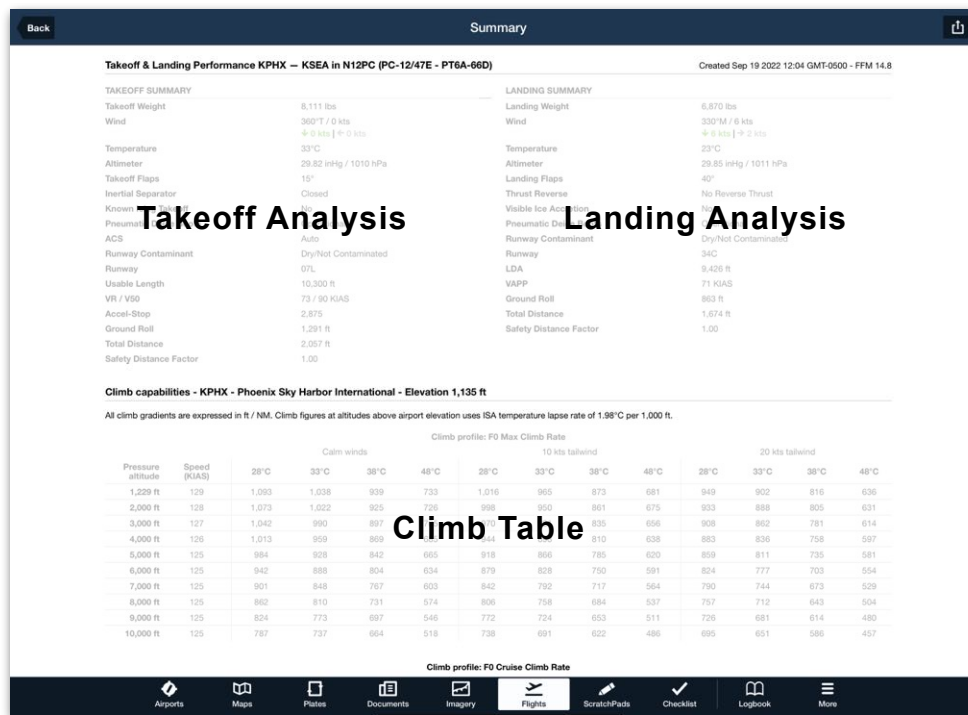 Back
Summary
Takeoff & Landing Performance KPHX — KSEA in N12PC (PC-12/47E - PT6A-66D)
Created Sep 19 2022 12:04 GMT-0500 - FFM 14.8
TAKEOFF SUMMARY
Takeoff Weight 8,111 lbs
Wind 360°T / 0 kts
↓ 0 kts | ← 0 kts
Temperature 33°C
Altimeter 29.82 inHg / 1010 hPa
Takeoff Flaps 15°
Inertial Separator Closed
Known No
Pneumatic
ACS Auto
Runway Contaminant Dry/Not Contaminated
Runway 07L
Usable Length 10,300 ft
VR / V50 73 / 90 KIAS
Accel-Stop 2,875
Ground Roll 1,291 ft
Total Distance 2,057 ft
Safety Distance Factor 1.00
Takeoff Analysis
LANDING SUMMARY
Landing Weight 6,870 lbs
Wind 330°M / 6 kts
↓ 6 kts | → 2 kts
Temperature 23°C
Altimeter 29.85 inHg / 1011 hPa
Landing Flaps 40°
Thrust Reverse No Reverse Thrust
Visible Ice No
Pneumatic
Runway Contaminant Dry/Not Contaminated
Runway 34C
LDA 9,426 ft
VAPP 71 KIAS
Ground Roll 863 ft
Total Distance 1,674 ft
Safety Distance Factor 1.00
Landing Analysis
Climb capabilities - KPHX - Phoenix Sky Harbor International - Elevation 1,135 ft
All climb gradients are expressed in ft / NM. Climb figures at altitudes above airport elevation uses ISA temperature lapse rate of 1.98°C per 1,000 ft.
Climb profile: F0 Max Climb Rate
Calm winds 10 kts tailwind 20 kts tailwind
Pressure altitude Speed (KIAS) 28°C 33°C 38°C 48°C 28°C 33°C 38°C 48°C 28°C 33°C 38°C 48°C
1,229 ft 129 1,093 1,038 939 733 1,016 965 873 681 949 902 816 636
2,000 ft 128 1,073 1,022 925 726 998 950 861 675 933 888 805 631
3,000 ft 127 1,042 990 897 835 656 908 862 781 614
4,000 ft 126 1,013 959 869 944 810 638 883 836 758 597
Climb Table
5,000 ft 125 984 928 842 665 918 866 785 620 859 811 735 581
6,000 ft 125 942 888 804 634 879 828 750 591 824 777 703 554
7,000 ft 125 901 848 767 603 842 792 717 564 790 744 673 529
8,000 ft 125 862 810 731 574 806 758 684 537 757 712 643 504
9,000 ft 125 824 773 697 546 772 724 653 511 726 681 614 480
10,000 ft 125 787 737 664 518 738 691 622 486 695 651 586 457
Climb profile: F0 Cruise Climb Rate
Airports Maps Plates Documents Imagery Flights ScratchPads Checklist Logbook More